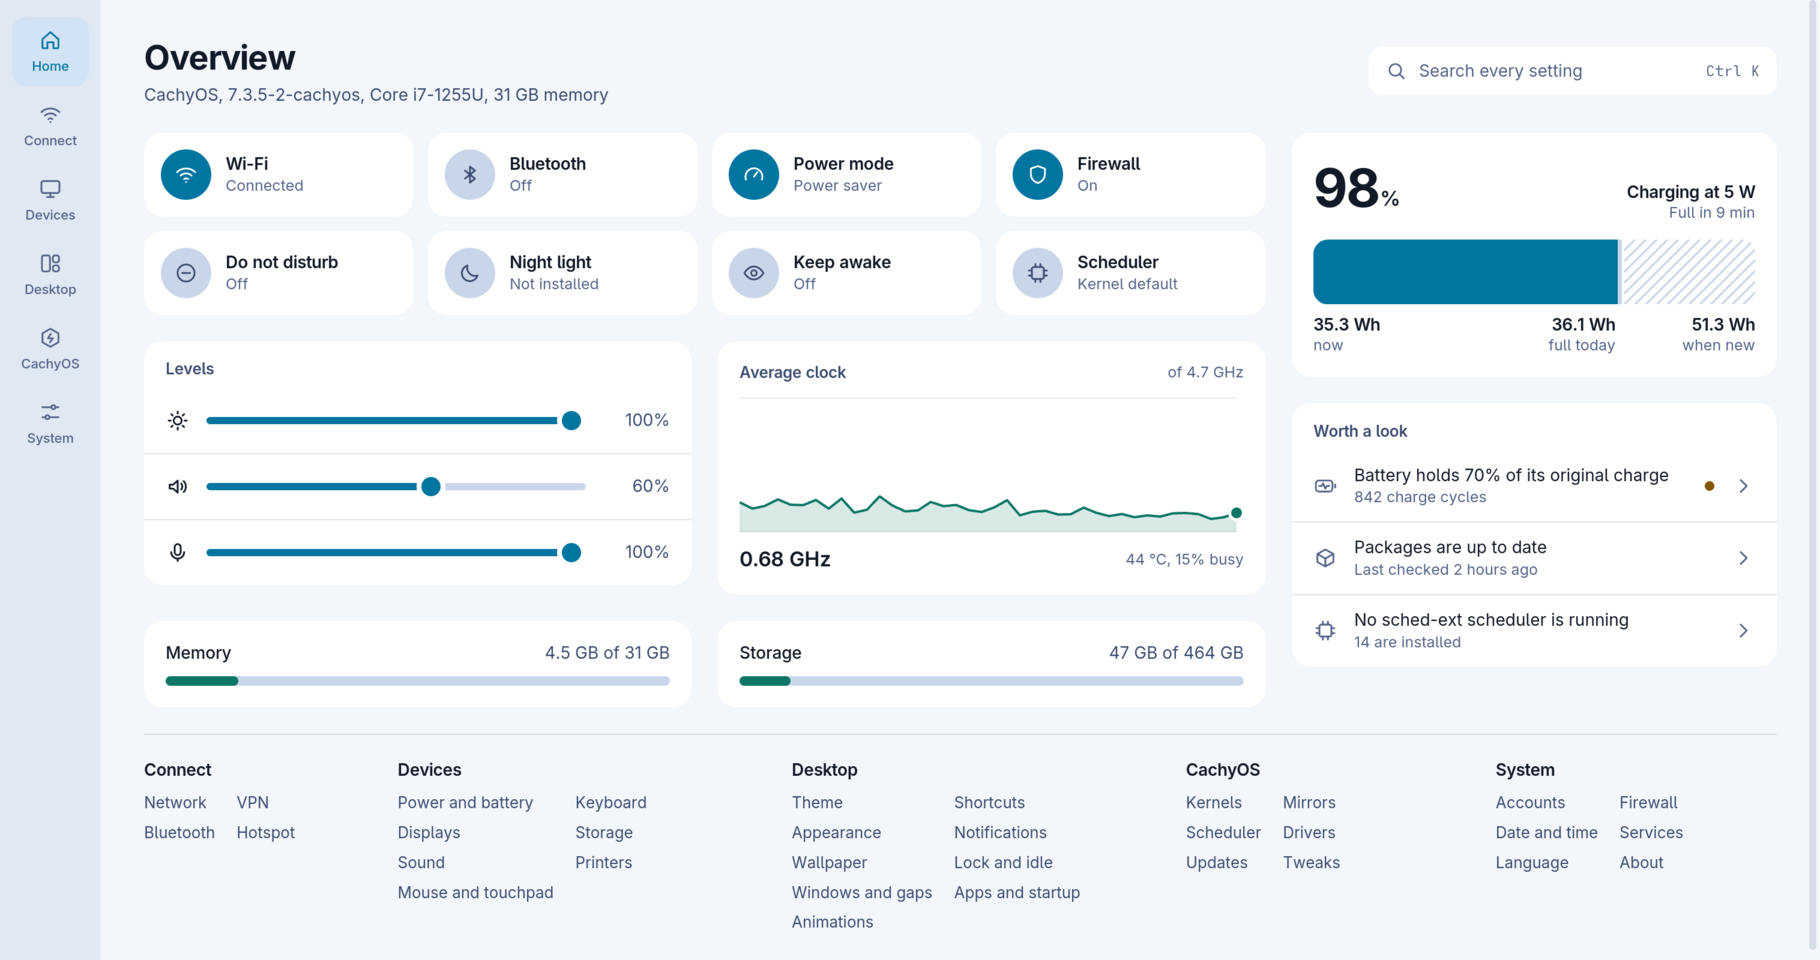 Home
Connect
Devices
Desktop
CachyOS
System
Overview
CachyOS, 7.3.5-2-cachyos, Core i7-1255U, 31 GB memory
Search every setting
Ctrl K
Wi-Fi
Connected
Bluetooth
Off
Power mode
Power saver
Firewall
On
Do not disturb
Off
Night light
Not installed
Keep awake
Off
Scheduler
Kernel default
98%
Charging at 5 W
Full in 9 min
35.3 Wh
now
36.1 Wh
full today
51.3 Wh
when new
Levels
100%
60%
100%
Average clock
of 4.7 GHz
0.68 GHz
44 °C, 15% busy
Worth a look
Battery holds 70% of its original charge
842 charge cycles
Packages are up to date
Last checked 2 hours ago
No sched-ext scheduler is running
14 are installed
Memory
4.5 GB of 31 GB
Storage
47 GB of 464 GB
Connect
Network
VPN
Bluetooth
Hotspot
Devices
Power and battery
Keyboard
Displays
Storage
Sound
Printers
Mouse and touchpad
Desktop
Theme
Shortcuts
Appearance
Notifications
Wallpaper
Lock and idle
Windows and gaps
Apps and startup
Animations
CachyOS
Kernels
Mirrors
Scheduler
Drivers
Updates
Tweaks
System
Accounts
Firewall
Date and time
Services
Language
About